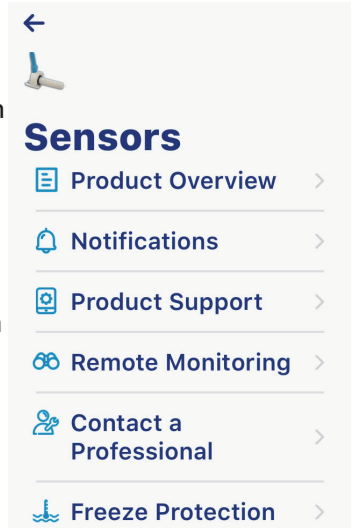 Sensors
Product Overview
Notifications
Product Support
Remote Monitoring
Contact a
Professional
Freeze Protection